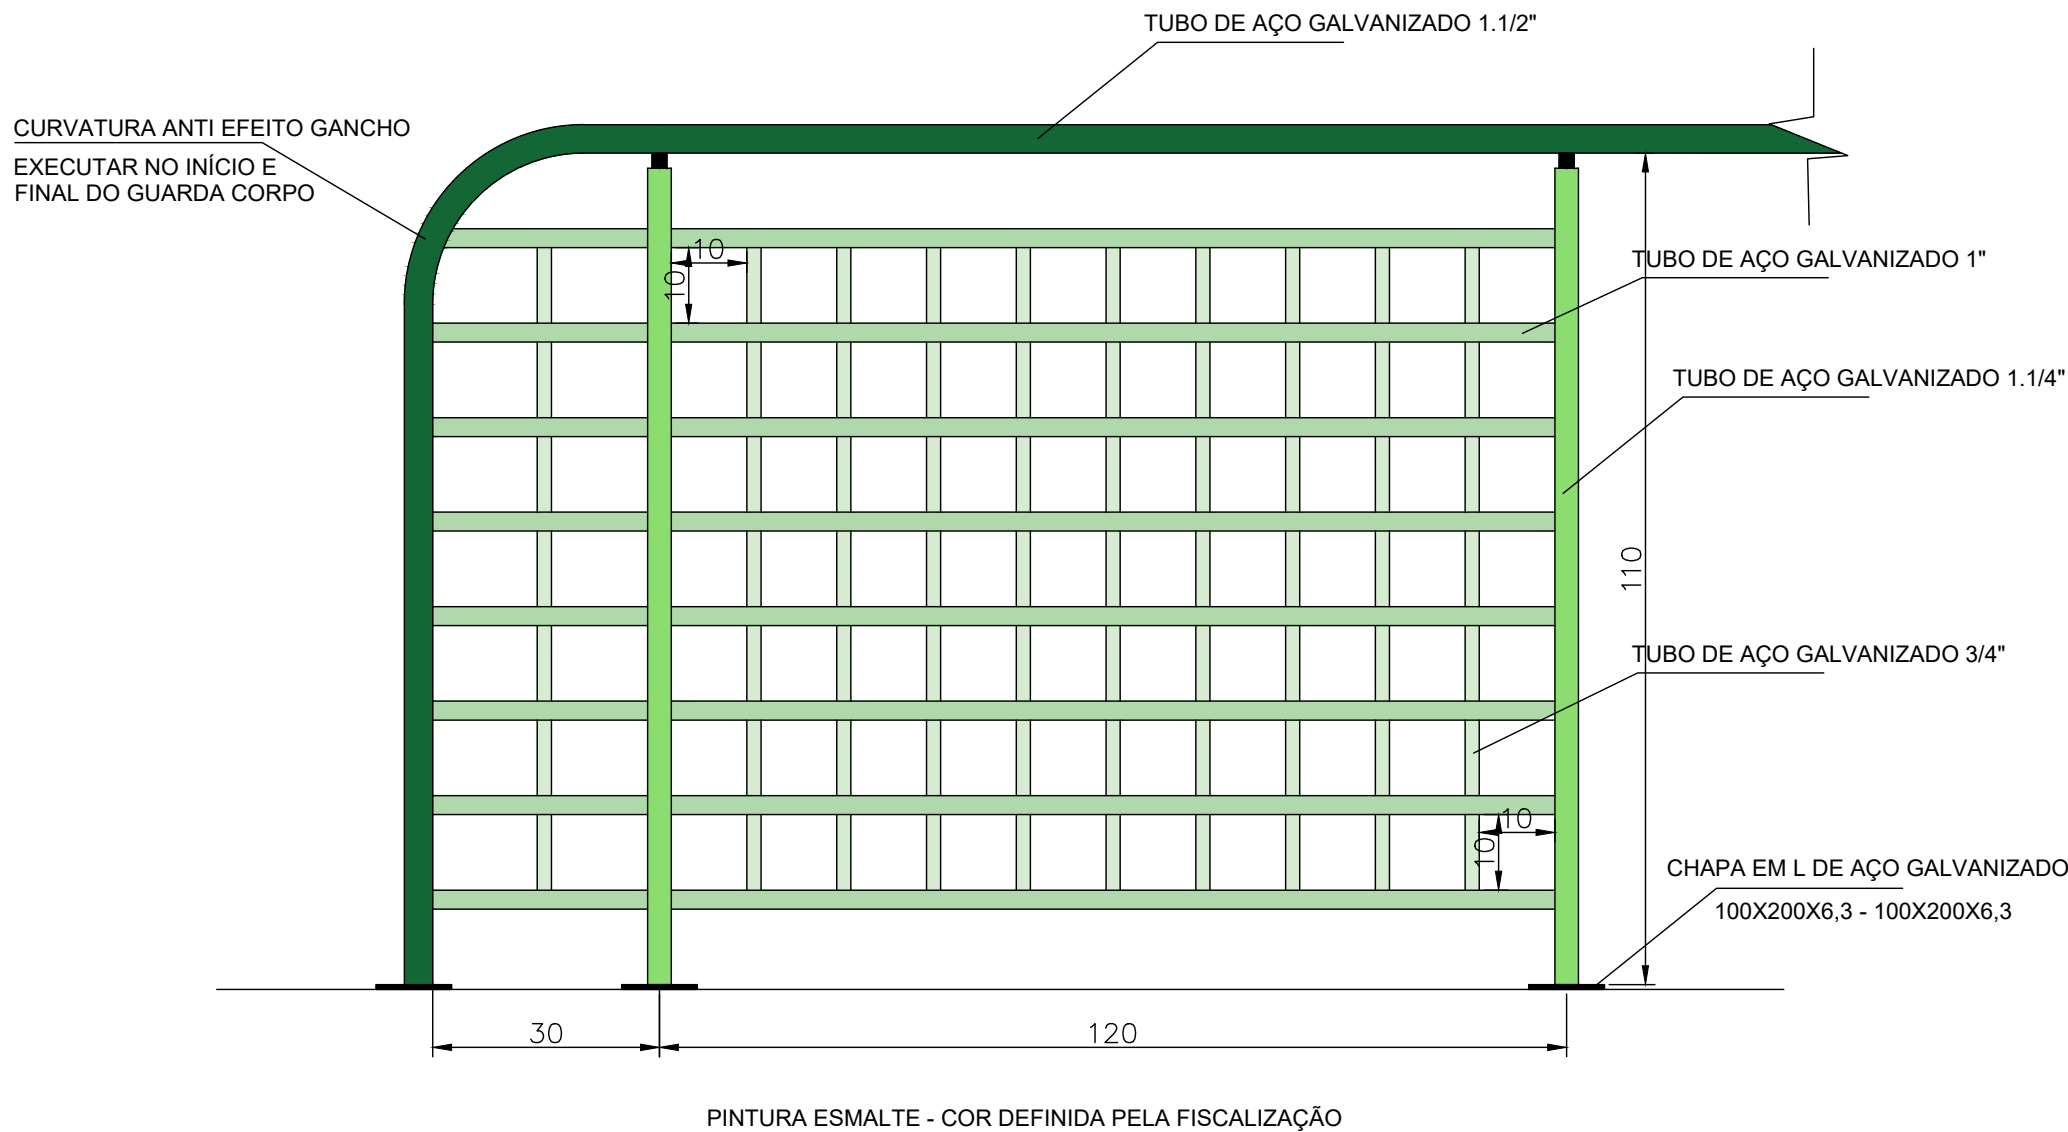 TUBO DE AÇO GALVANIZADO 1.1/2"
CURVATURA ANTI EFEITO GANCHO
EXECUTAR NO INÍCIO E
FINAL DO GUARDA CORPO
10
10
TUBO DE AÇO GALVANIZADO 1"
TUBO DE AÇO GALVANIZADO 1.1/4"
110
TUBO DE AÇO GALVANIZADO 3/4"
10
10
CHAPA EM L DE AÇO GALVANIZADO
100X200X6,3 - 100X200X6,3
30
120
PINTURA ESMALTE - COR DEFINIDA PELA FISCALIZAÇÃO